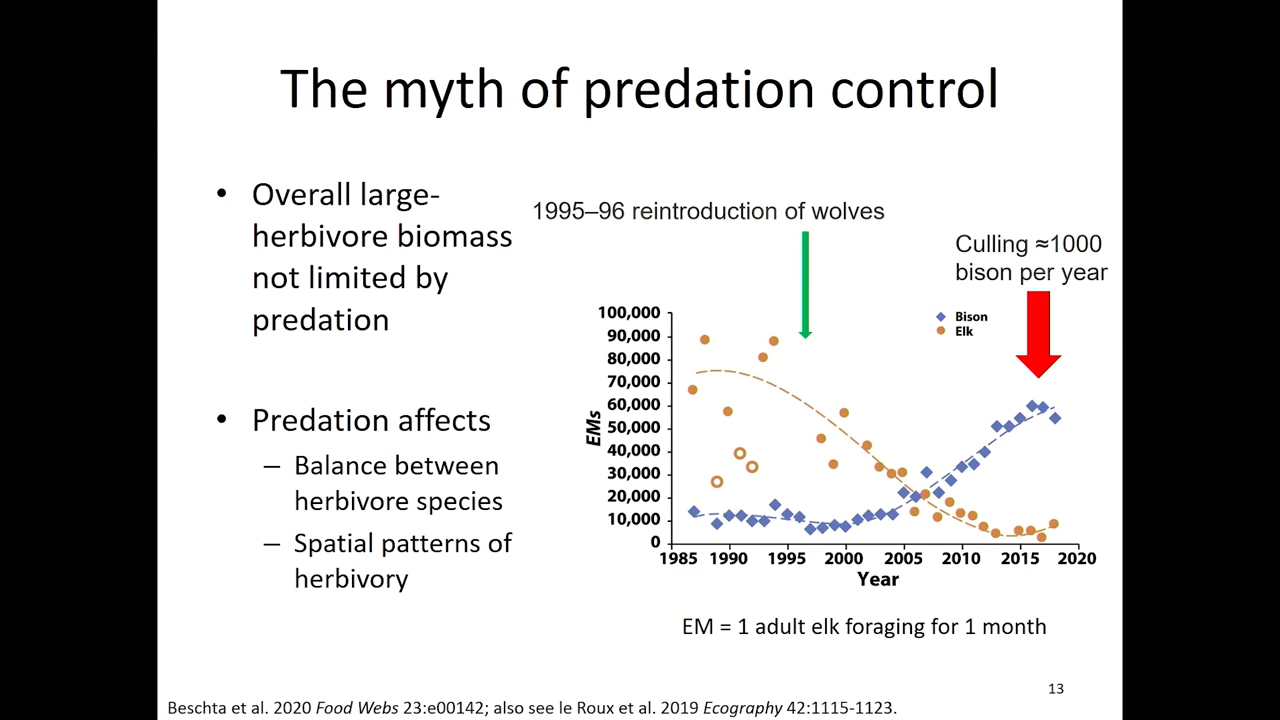 The myth of predation control
• Overall large-
herbivore biomass
not limited by
predation
• Predation affects
– Balance between
herbivore species
– Spatial patterns of
herbivory
1995–96 reintroduction of wolves
Culling ≈1000
bison per year
Bison
Elk
100,000
90,000
80,000
70,000
60,000
50,000
40,000
30,000
20,000
10,000
0
EMs
1985 1990 1995 2000 2005 2010 2015 2020
Year
EM = 1 adult elk foraging for 1 month
13
Beschta et al. 2020 Food Webs 23:e00142; also see le Roux et al. 2019 Ecography 42:1115-1123.